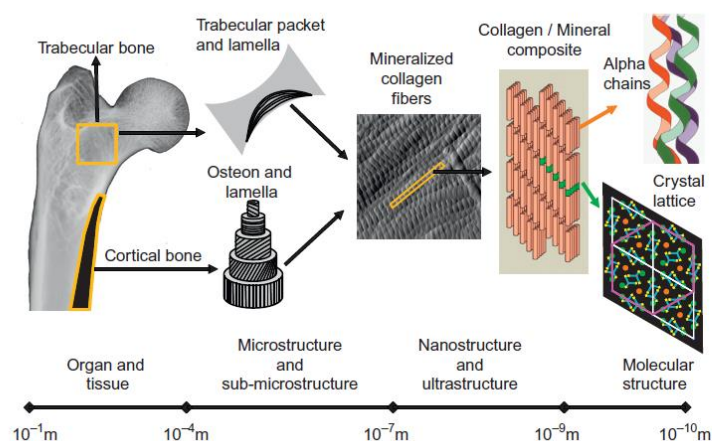 Trabecular bone
Trabecular packet
and lamella
Mineralized
collagen
fibers
Collagen / Mineral
composite
Alpha
chains
Osteon and
lamella
Crystal
lattice
Cortical bone
Organ and
tissue
Microstructure
and
sub-microstructure
Nanostructure
and
ultrastructure
Molecular
structure
10⁻¹m
10⁻⁴m
10⁻⁷m
10⁻⁹m
10⁻¹⁰m